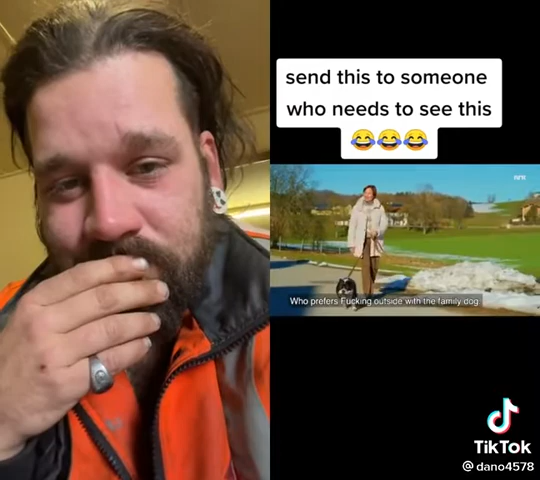 send this to someone
who needs to see this
😂😂😂
nrk
Who prefers Fucking outside with the family dog.
TikTok
@ dano4578